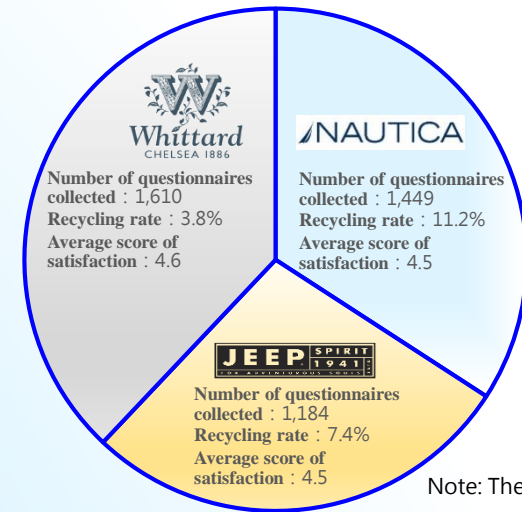 W
Whittard
CHELSEA 1886
Number of questionnaires
collected：1,610
Recycling rate：3.8%
Average score of
satisfaction：4.6
NAUTICA
Number of questionnaires
collected：1,449
Recycling rate：11.2%
Average score of
satisfaction：4.5
JEEP SPIRIT
1941
FOR ADVENTUROUS SOULS
Number of questionnaires
collected：1,184
Recycling rate：7.4%
Average score of
satisfaction：4.5
Note: The